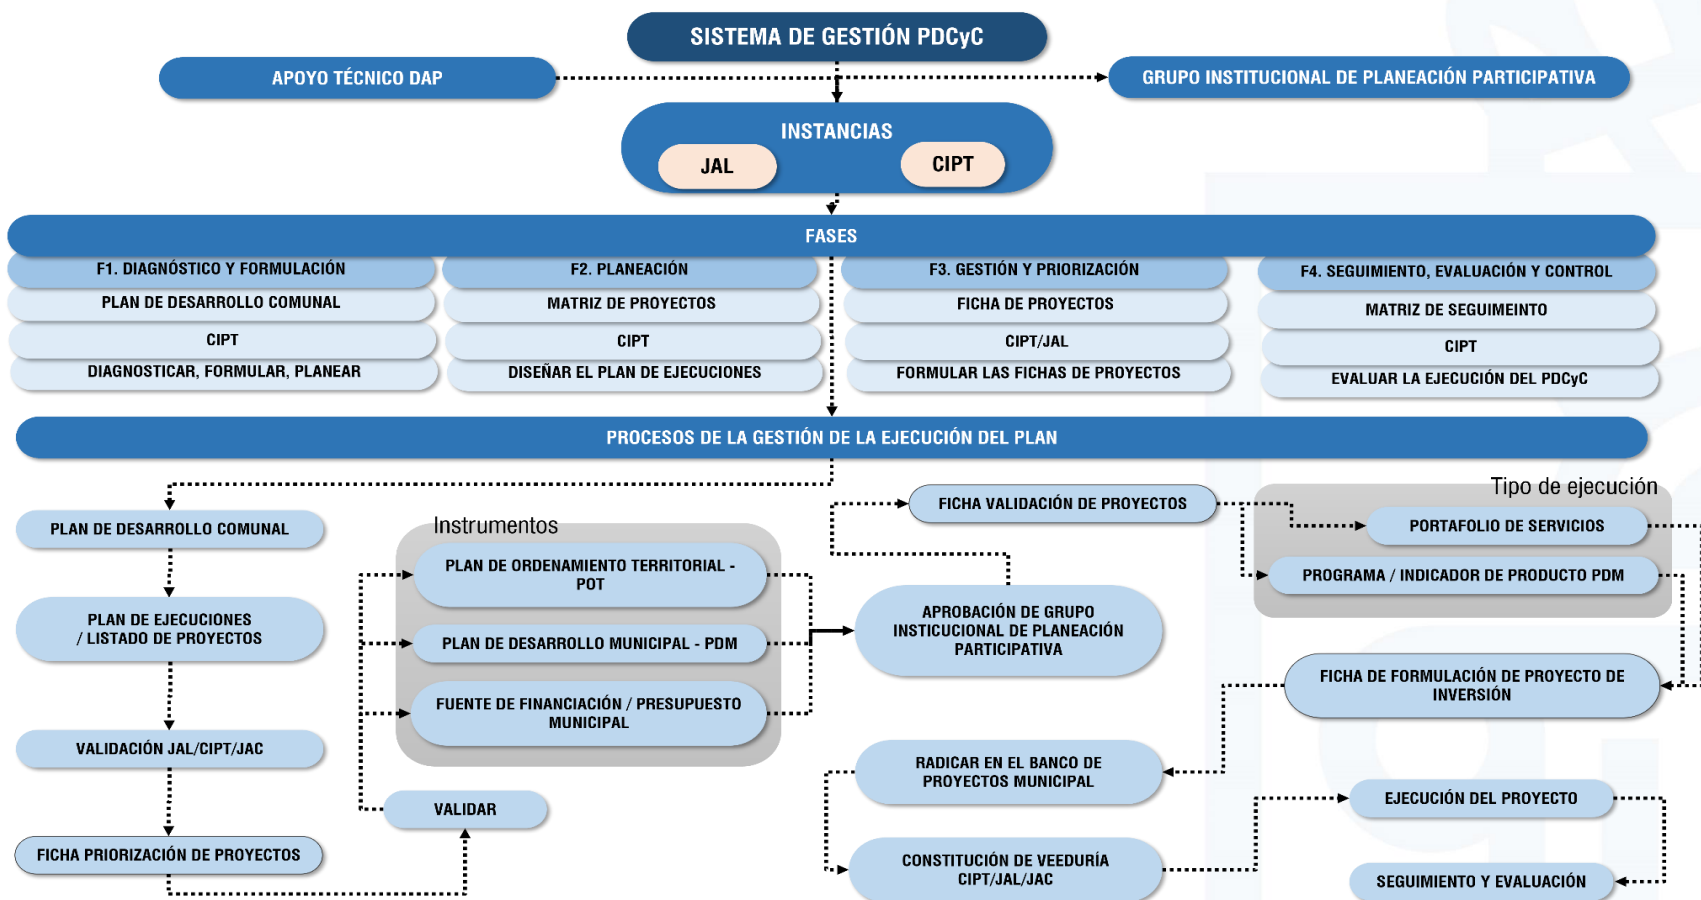 SISTEMA DE GESTIÓN PDCyC
APOYO TÉCNICO DAP
GRUPO INSTITUCIONAL DE PLANEACIÓN PARTICIPATIVA
INSTANCIAS
JAL
CIPT
FASES
F1. DIAGNÓSTICO Y FORMULACIÓN
PLAN DE DESARROLLO COMUNAL
CIPT
DIAGNOSTICAR, FORMULAR, PLANEAR
F2. PLANEACIÓN
MATRIZ DE PROYECTOS
CIPT
DISEÑAR EL PLAN DE EJECUCIONES
F3. GESTIÓN Y PRIORIZACIÓN
FICHA DE PROYECTOS
CIPT/JAL
FORMULAR LAS FICHAS DE PROYECTOS
F4. SEGUIMIENTO, EVALUACIÓN Y CONTROL
MATRIZ DE SEGUIMEINTO
CIPT
EVALUAR LA EJECUCIÓN DEL PDCyC
PROCESOS DE LA GESTIÓN DE LA EJECUCIÓN DEL PLAN
PLAN DE DESARROLLO COMUNAL
PLAN DE EJECUCIONES
/ LISTADO DE PROYECTOS
VALIDACIÓN JAL/CIPT/JAC
FICHA PRIORIZACIÓN DE PROYECTOS
VALIDAR
Instrumentos
PLAN DE ORDENAMIENTO TERRITORIAL -
POT
PLAN DE DESARROLLO MUNICIPAL - PDM
FUENTE DE FINANCIACIÓN / PRESUPUESTO
MUNICIPAL
APROBACIÓN DE GRUPO
INSTICUCIONAL DE PLANEACIÓN
PARTICIPATIVA
FICHA VALIDACIÓN DE PROYECTOS
Tipo de ejecución
PORTAFOLIO DE SERVICIOS
PROGRAMA / INDICADOR DE PRODUCTO PDM
FICHA DE FORMULACIÓN DE PROYECTO DE
INVERSIÓN
RADICAR EN EL BANCO DE
PROYECTOS MUNICIPAL
CONSTITUCIÓN DE VEEDURÍA
CIPT/JAL/JAC
EJECUCIÓN DEL PROYECTO
SEGUIMIENTO Y EVALUACIÓN